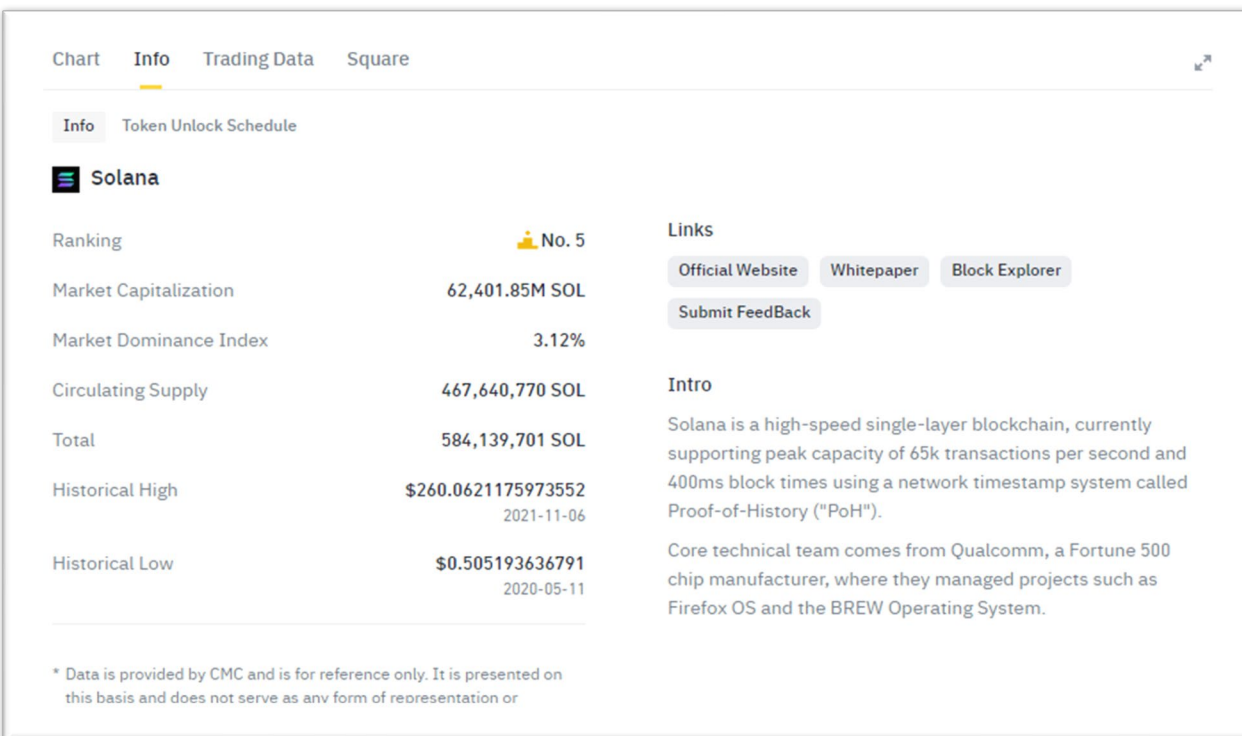 Chart Info Trading Data Square
Info Token Unlock Schedule
Solana
Ranking No. 5
Market Capitalization 62,401.85M SOL
Market Dominance Index 3.12%
Circulating Supply 467,640,770 SOL
Total 584,139,701 SOL
Historical High $260.0621175973552
2021-11-06
Historical Low $0.505193636791
2020-05-11
* Data is provided by CMC and is for reference only. It is presented on
this basis and does not serve as any form of representation or
Links
Official Website Whitepaper Block Explorer
Submit FeedBack
Intro
Solana is a high-speed single-layer blockchain, currently
supporting peak capacity of 65k transactions per second and
400ms block times using a network timestamp system called
Proof-of-History ("PoH").
Core technical team comes from Qualcomm, a Fortune 500
chip manufacturer, where they managed projects such as
Firefox OS and the BREW Operating System.